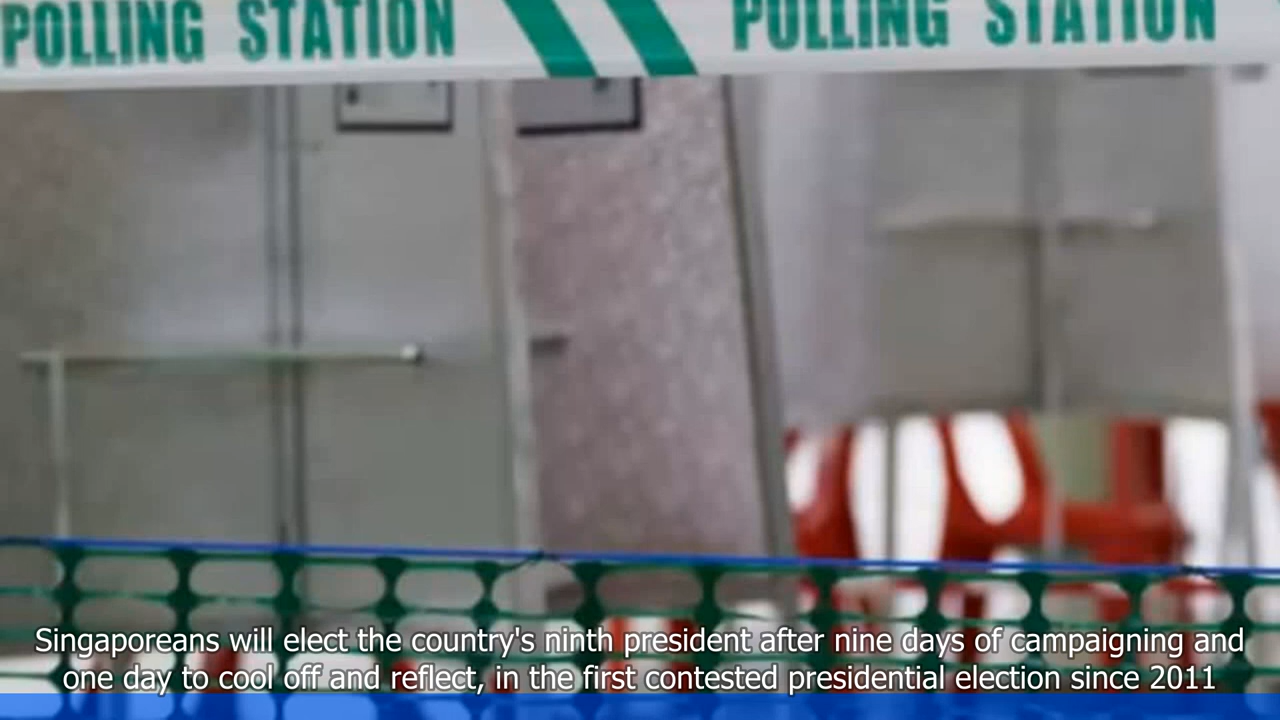 POLLING STATION POLLING STATION
Singaporeans will elect the country's ninth president after nine days of campaigning and
one day to cool off and reflect, in the first contested presidential election since 2011